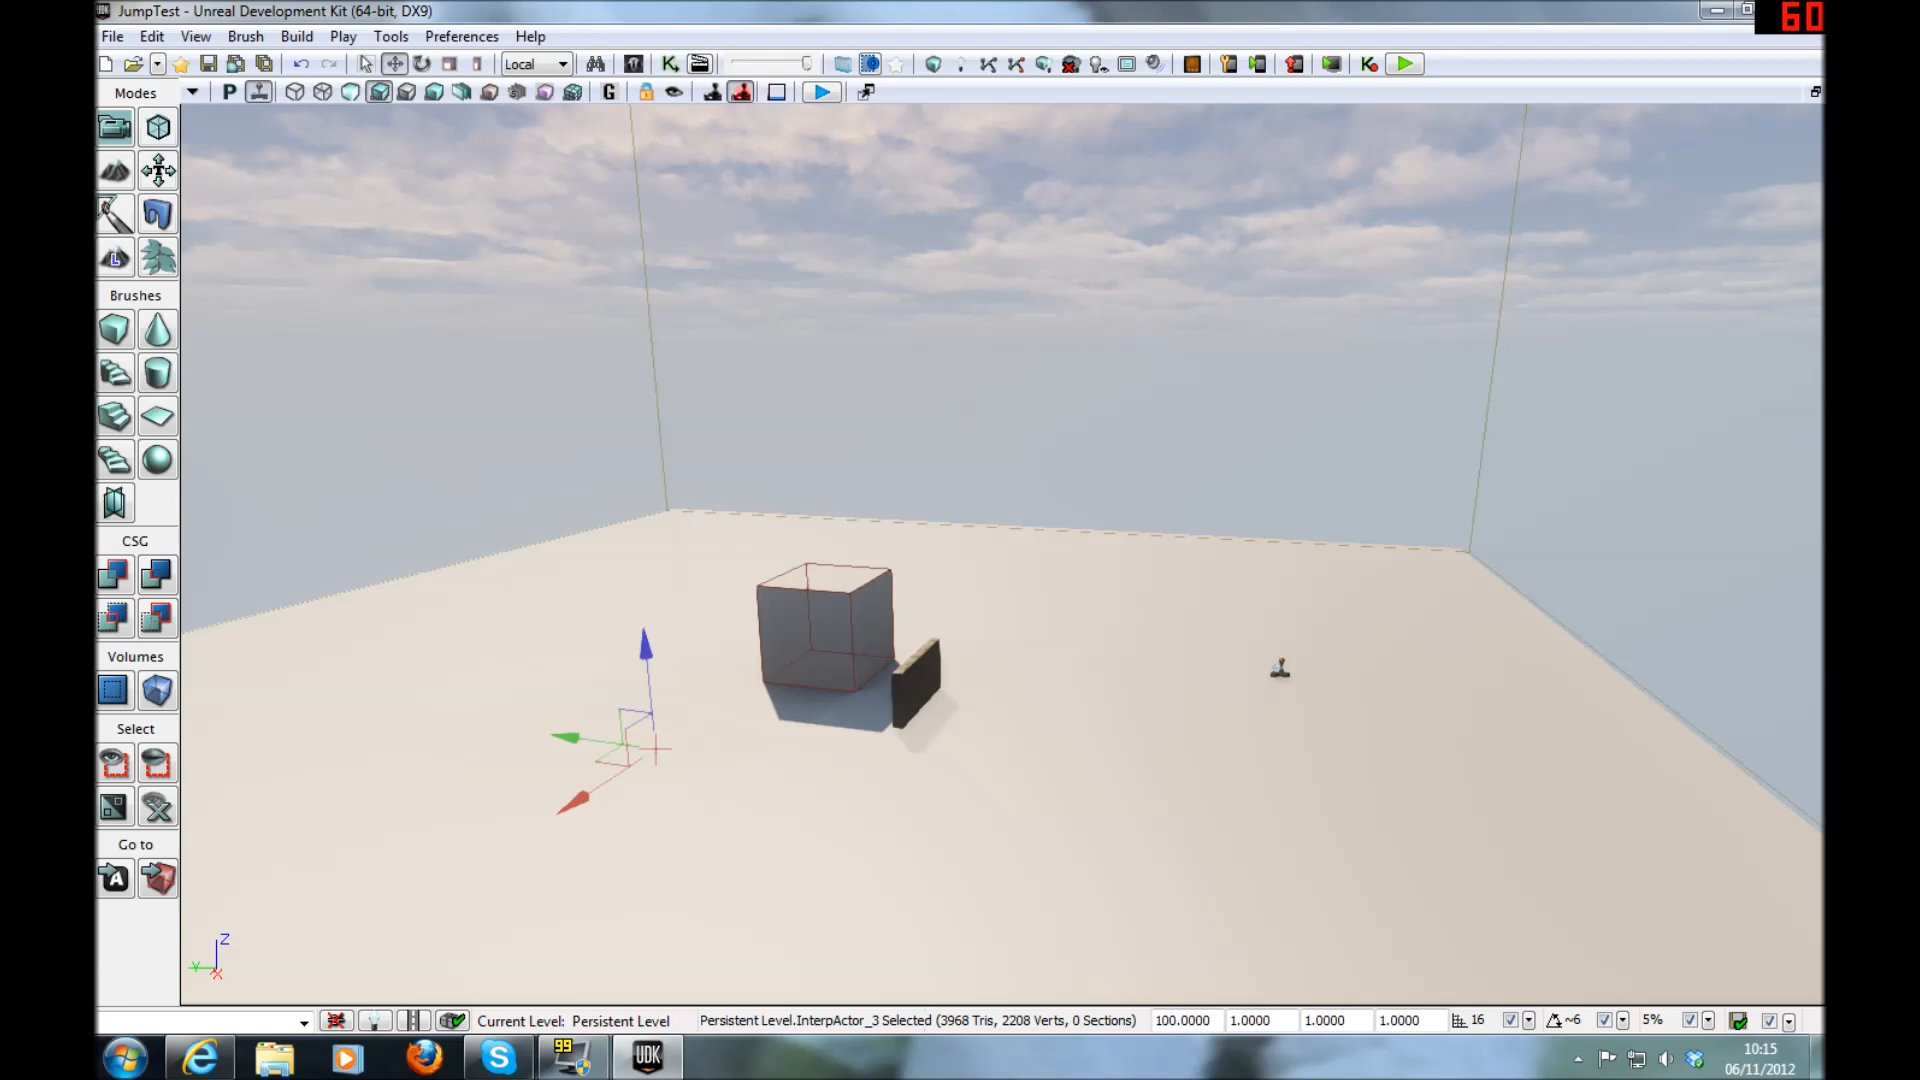 JumpTest - Unreal Development Kit (64-bit, DX9)
60
File Edit View Brush Build Play Tools Preferences Help
Local
Modes
P
G
L
Brushes
CSG
Volumes
Select
Go to
A
Z
Y
X
Current Level: Persistent Level
Persistent Level.InterpActor_3 Selected (3968 Tris, 2208 Verts, 0 Sections)
100.0000 1.0000 1.0000 1.0000
16
~6
5%
99
UDK
10:15
06/11/2012